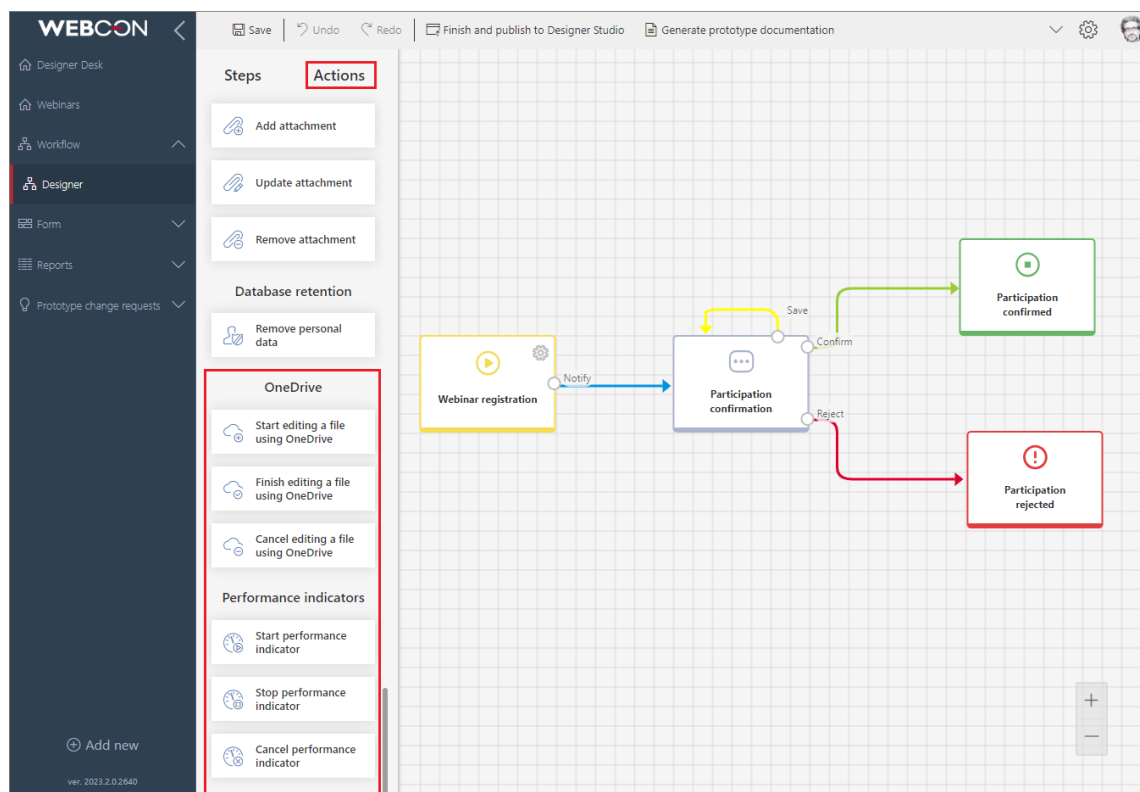 WEBCON
Save
Undo
Redo
Finish and publish to Designer Studio
Generate prototype documentation
Designer Desk
Webinars
Workflow
Designer
Form
Reports
Prototype change requests
Add new
ver. 2023.2.0.2640
Steps
Actions
Add attachment
Update attachment
Remove attachment
Database retention
Remove personal
data
OneDrive
Start editing a file
using OneDrive
Finish editing a file
using OneDrive
Cancel editing a file
using OneDrive
Performance indicators
Start performance
indicator
Stop performance
indicator
Cancel performance
indicator
Webinar registration
Notify
Save
Participation
confirmation
Confirm
Reject
Participation
confirmed
Participation
rejected